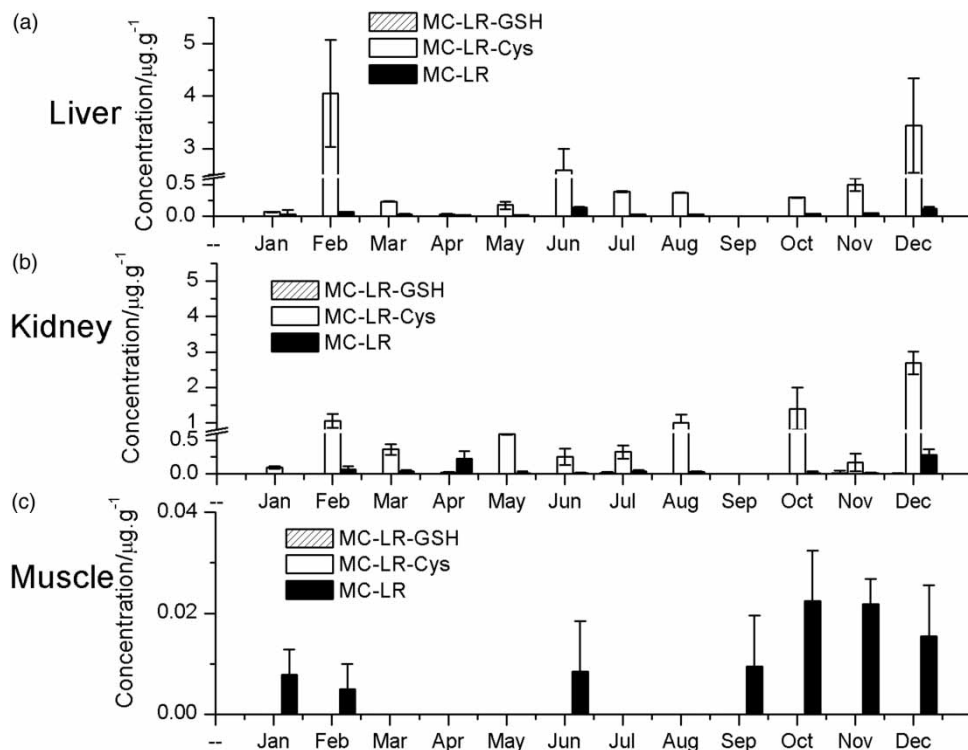 (a)
MC-LR-GSH
MC-LR-Cys
MC-LR
Liver
Concentration/µg.g⁻¹
5
4
3
0.5
0.0
-- Jan Feb Mar Apr May Jun Jul Aug Sep Oct Nov Dec
(b)
MC-LR-GSH
MC-LR-Cys
MC-LR
Kidney
Concentration/µg.g⁻¹
5
4
3
2
1
0.5
0.0
-- Jan Feb Mar Apr May Jun Jul Aug Sep Oct Nov Dec
(c)
MC-LR-GSH
MC-LR-Cys
MC-LR
Muscle
Concentration/µg.g⁻¹
0.04
0.02
0.00
-- Jan Feb Mar Apr May Jun Jul Aug Sep Oct Nov Dec